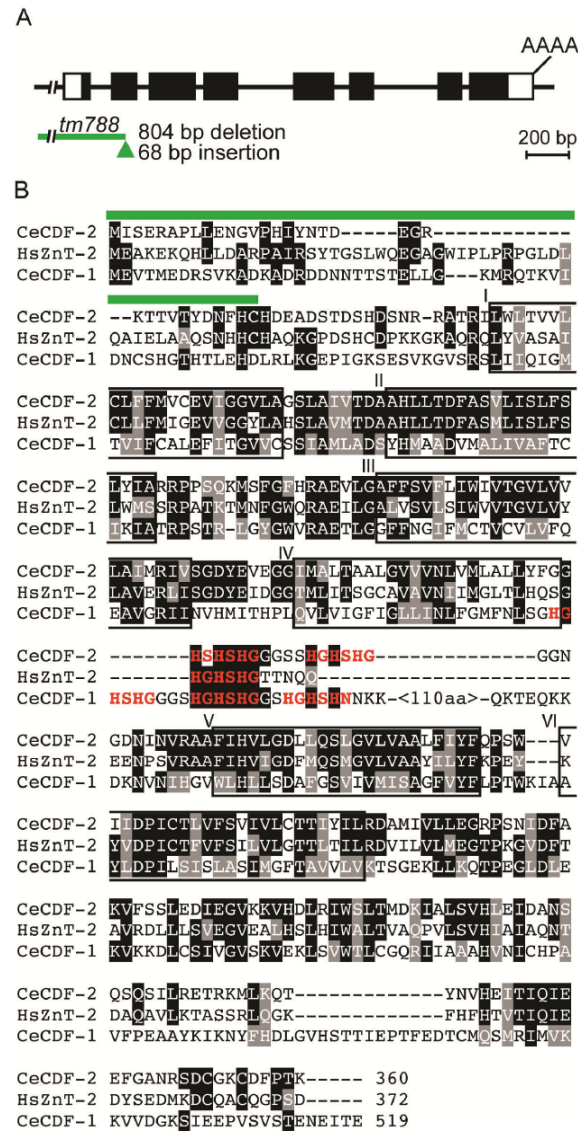 A
AAAA
tm788
804 bp deletion
68 bp insertion
200 bp
B
CeCDF-2 MISERAPLLENGVPHIYNTD-----EGR------------
HsZnT-2 MEAKEKQHLLDARPAIRSYTGSLWQEGAGWIPLPRPGLDL
CeCDF-1 MEVTMEDRSVKADKADRDDNNTTSTELLG---KMRQTKVI
I
CeCDF-2 --KTTVTYDNFHCHDEADSTDSHDSNR-RATRILWLTVVL
HsZnT-2 QAIELAAQSNHHCHAQKGPDSHCDPKKGKAQRQLYVASAI
CeCDF-1 DNCSHGTHTLEHDLRLKGEPIGKSESVKGVSRSLIIQIGM
II
CeCDF-2 CLFFMVCEVIGGVLAGSLAIVTDAAHLLTDFASVLISLFS
HsZnT-2 CLLFMIGEVVGGYLAHSLAVMTDAAHLLTDFASMLISLFS
CeCDF-1 TVIFCALEFITGVVCSSIAMLADSYHMAADVMALIVAFTC
III
CeCDF-2 LYIARRPPSQKMSFGFHRAEVLGAFFSVFLIWIVTGVLVV
HsZnT-2 LWMSSRPATKTMNFGWQRAEILGALVSVLSIWVVTGVLVY
CeCDF-1 IKIATRPSTR-LGYGWVRAETLGGFFNGIFMCTVCVLVFQ
IV
CeCDF-2 LAIMRIVSGDYEVEGGIMALTAALGVVVNLVMLALLYFGG
HsZnT-2 LAVERLISGDYEIDGGTMLITSGCAVAVNIIMGLTLHQSG
CeCDF-1 EAVGRIINVHMITHPLQVLVIGFIGLLINLFGMFNLSGHG
CeCDF-2 -------HSHSHGGGSSHGHSHG--------------GGN
HsZnT-2 -------HGHSHGTTNQQ----------------------
CeCDF-1 HSHGGGSHGHSHGGSHGHSHNNKK-<110aa>-QKTEQKK
V
VI
CeCDF-2 GDNINVRAAFIHVLGDLLQSLGVLVAALFIYFQPSW---V
HsZnT-2 EENPSVRAAFIHVIGDFMQSMGVLVAAYILYFKPEY---K
CeCDF-1 DKNVNIHGVWLHLLSDAFGSVIVMISAGFVYFLPTWKIAA
CeCDF-2 IIDPICTLVFSVIVLCTTIYILRDAMIVLLEGRPSNIDFA
HsZnT-2 YVDPICTFVFSILVLGTTLTILRDVILVLMEGTPKGVDFT
CeCDF-1 YLDPILSISLASIMGFTAVVLVKTSGEKLLKQTPEGLDLE
CeCDF-2 KVFSSLEDIEGVKKVHDLRIWSLTMDKIALSVHLEIDANS
HsZnT-2 AVRDLLLSVEGVEALHSLHIWALTVAQPVLSVHIAIAQNT
CeCDF-1 KVKKDLCSIVGVSKVEKLSVWTLCGQRIIAAAHVNICHPA
CeCDF-2 QSQSILRETRKMLKQT------------YNVHEITIQIE
HsZnT-2 DAQAVLKTASSRLQGK------------FHFHTVTIQIE
CeCDF-1 VFPEAAYKIKNYFHDLGVHSTTIEPTFEDTCMQSMRIMVK
CeCDF-2 EFGANRSDCGKCDFPTK----- 360
HsZnT-2 DYSEDMKDCQACQGPSD----- 372
CeCDF-1 KVVDGKSIEEPVSVSTENEITE 519